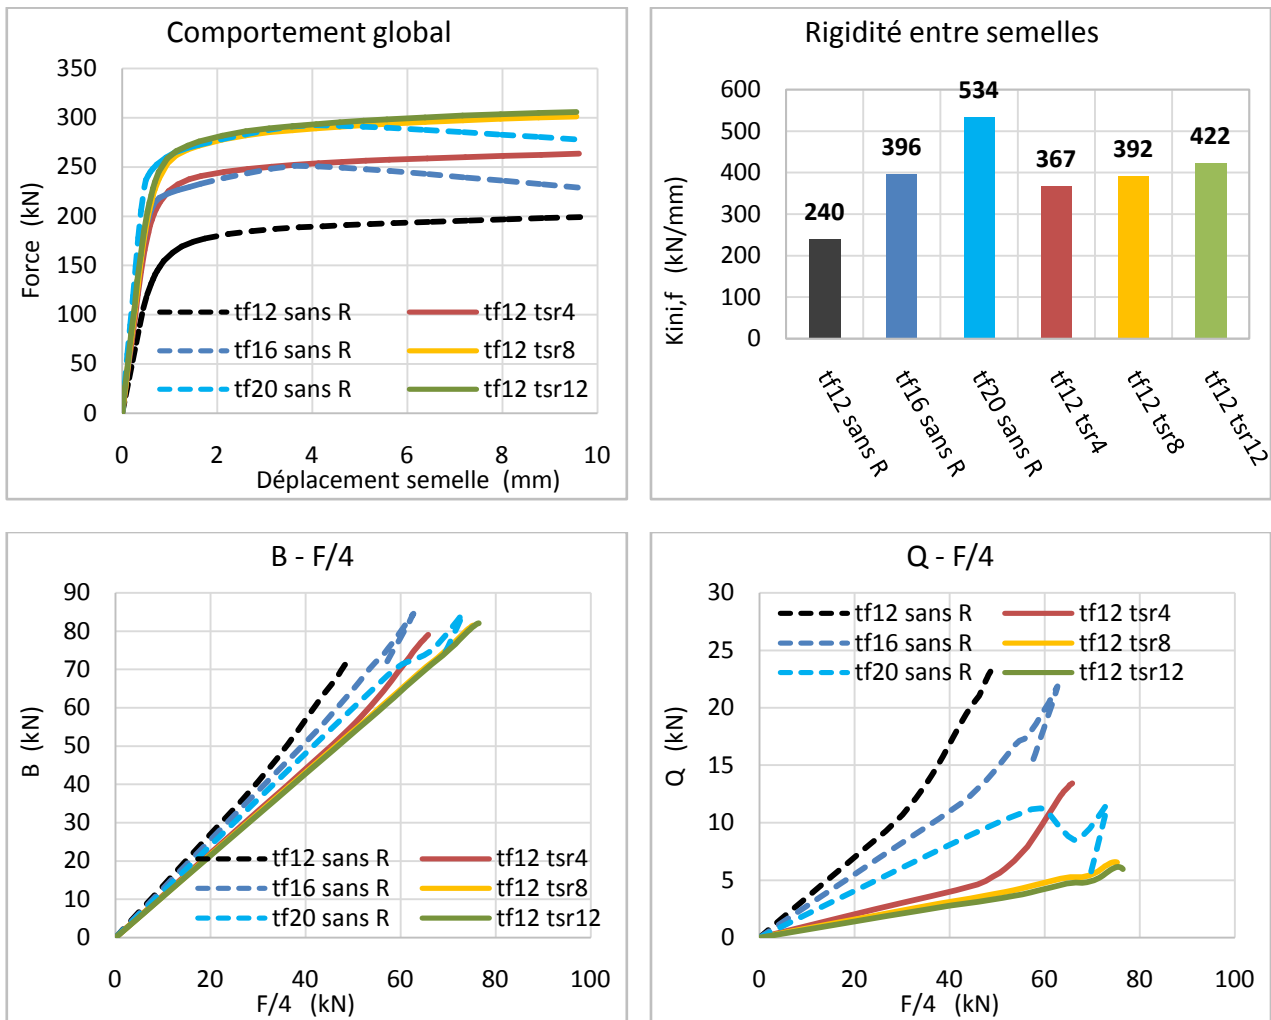 Comportement global
350
300
250
200
150
100
50
0
Force (kN)
tf12 sans R
tf12 tsr4
tf16 sans R
tf12 tsr8
tf20 sans R
tf12 tsr12
0 2 4 6 8 10
Déplacement semelle (mm)
Rigidité entre semelles
600
500
400
300
200
100
0
Kini,f (kN/mm)
240
396
534
367
392
422
tf12 sans R
tf16 sans R
tf20 sans R
tf12 tsr4
tf12 tsr8
tf12 tsr12
B - F/4
90
80
70
60
50
40
30
20
10
0
B (kN)
tf12 sans R
tf12 tsr4
tf16 sans R
tf12 tsr8
tf20 sans R
tf12 tsr12
0 20 40 60 80 100
F/4 (kN)
Q - F/4
30
25
20
15
10
5
0
Q (kN)
tf12 sans R
tf12 tsr4
tf16 sans R
tf12 tsr8
tf20 sans R
tf12 tsr12
0 20 40 60 80 100
F/4 (kN)